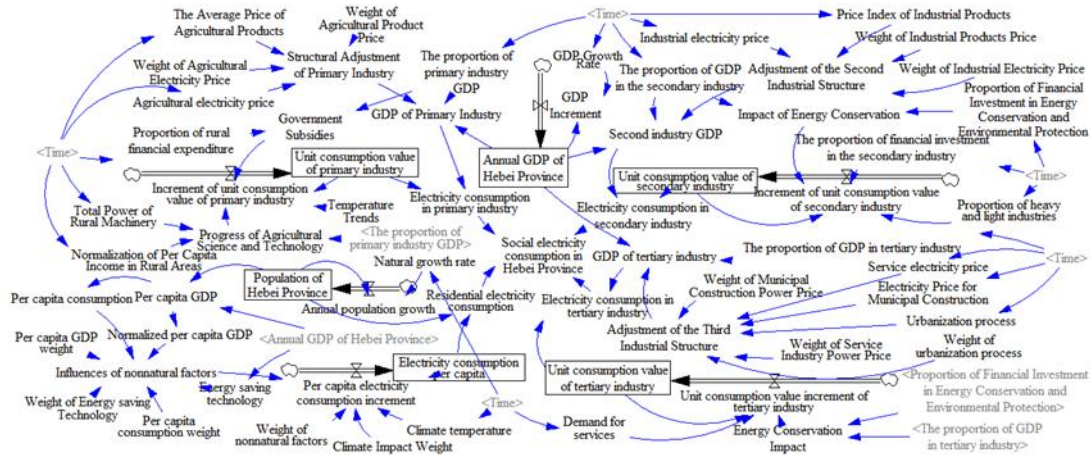 The Average Price of
Agricultural Products
Weight of
Agricultural Product
Price
<Time>
Price Index of Industrial Products
Industrial electricity price
Weight of Industrial Products Price
Weight of Agricultural
Electricity Price
Structural Adjustment
of Primary Industry
The proportion of
primary industry
GDP
GDP Growth
Rate
The proportion of GDP
in the secondary industry
Adjustment of the Second
Industrial Structure
Weight of Industrial Electricity Price
Agricultural electricity price
GDP of Primary Industry
GDP
Increment
Impact of Energy Conservation
Proportion of Financial
Investment in Energy
Conservation and
Environmental Protection
Government
Subsidies
Second industry GDP
Proportion of rural
financial expenditure
The proportion of financial investment
in the secondary industry
<Time>
Unit consumption value
of primary industry
Annual GDP of
Hebei Province
Unit consumption value of
secondary industry
<Time>
Increment of unit consumption
value of primary industry
Electricity consumption
in primary industry
Increment of unit consumption value
of secondary industry
Temperature
Trends
Electricity consumption in
secondary industry
Proportion of heavy
and light industries
Total Power of
Rural Machinery
Progress of Agricultural
Science and Technology
<The proportion of
primary industry GDP>
Social electricity
consumption in
Hebei Province
The proportion of GDP in tertiary industry
Normalization of Per Capita
Income in Rural Areas
Natural growth rate
GDP of tertiary industry
Service electricity price
<Time>
Population of
Hebei Province
Weight of Municipal
Construction Power Price
Electricity Price for
Municipal Construction
Per capita consumption
Per capita GDP
Annual population growth
Residential electricity
consumption
Electricity consumption in
tertiary industry
Urbanization process
Per capita GDP
weight
Normalized per capita GDP
<Annual GDP of Hebei Province>
Adjustment of the Third
Industrial Structure
Weight of Service
Industry Power Price
Weight of
urbanization process
Influences of nonnatural factors
Electricity consumption
per capita
Unit consumption value
of tertiary industry
Energy saving
technology
Per capita electricity
consumption increment
Unit consumption value increment of
tertiary industry
<Proportion of Financial Investment
in Energy Conservation and
Environmental Protection>
Weight of Energy saving
Technology
<Time>
Per capita
consumption weight
Weight of
nonnatural factors
Climate temperature
Demand for
services
Energy Conservation
Impact
<The proportion of GDP
in tertiary industry>
Climate Impact Weight